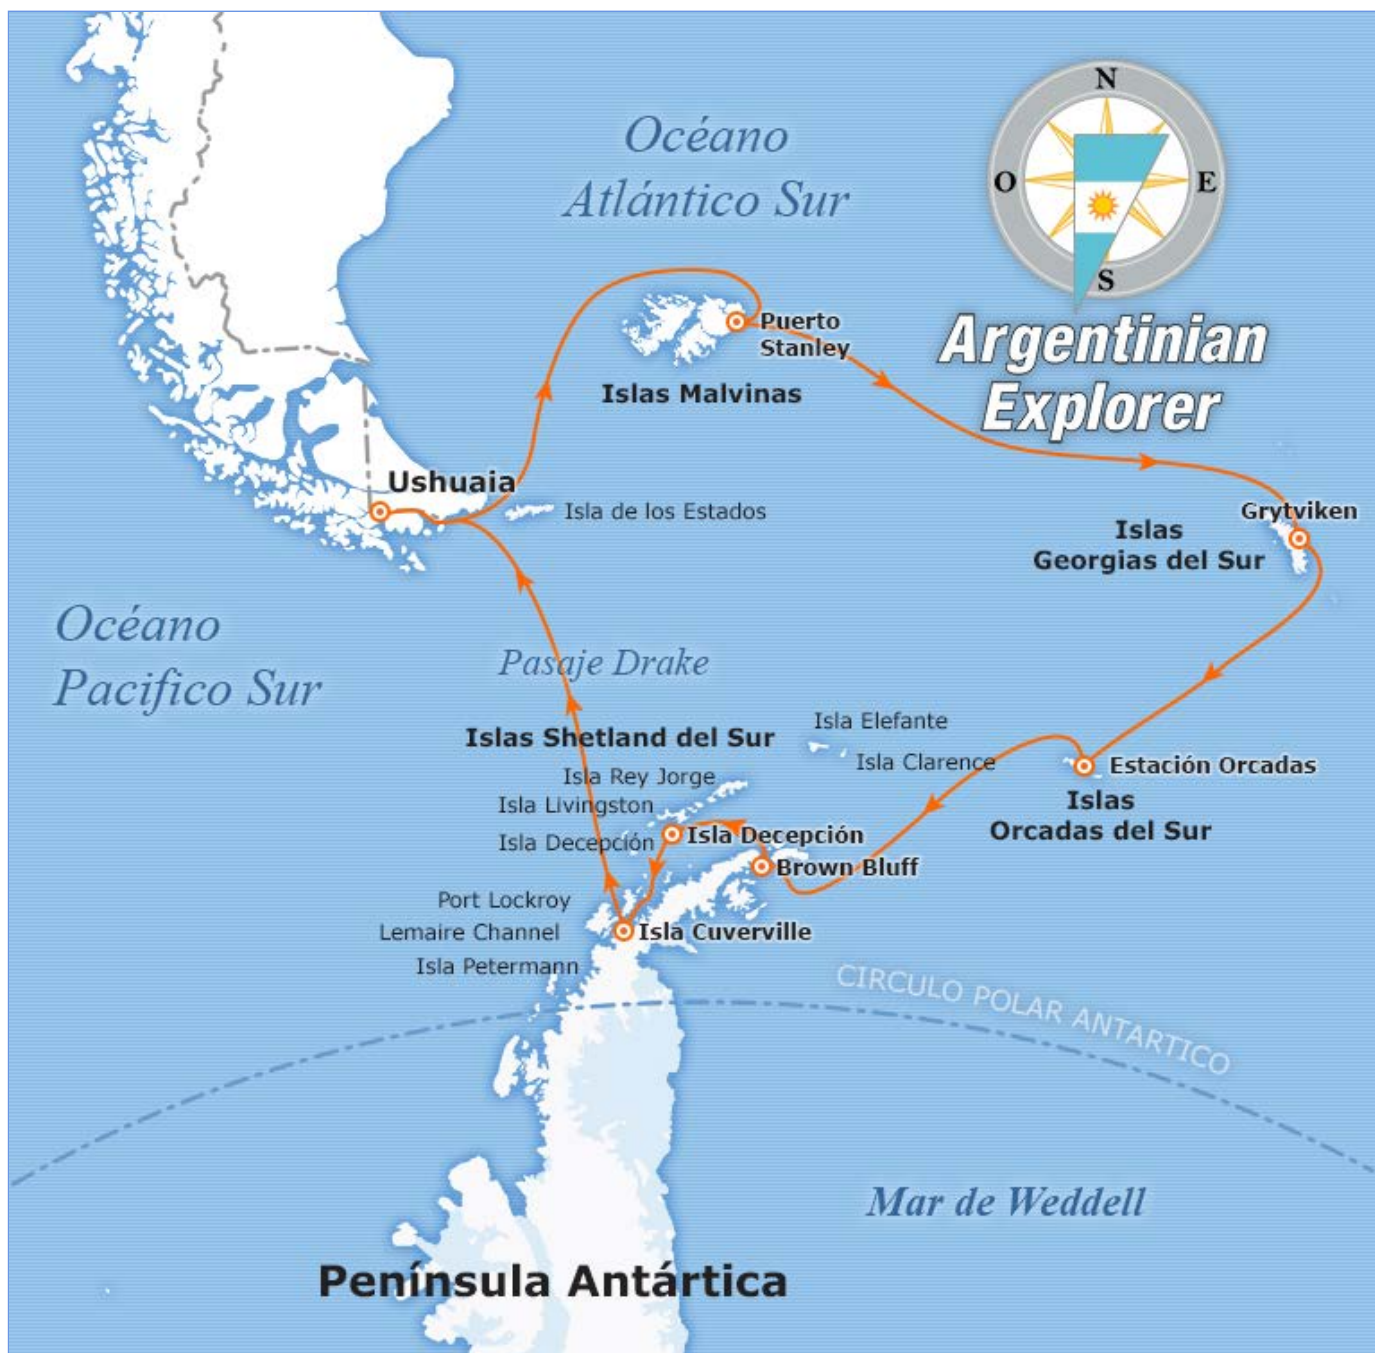 N
Océano
Atlántico Sur
O
E
S
Puerto
Stanley
Argentinian
Explorer
Islas Malvinas
Ushuaia
Isla de los Estados
Grytviken
Islas
Georgias del Sur
Océano
Pacifico Sur
Pasaje Drake
Islas Shetland del Sur
Isla Elefante
Isla Clarence
Estación Orcadas
Isla Rey Jorge
Isla Livingston
Islas
Orcadas del Sur
Isla Decepción
Isla Decepción
Brown Bluff
Port Lockroy
Lemaire Channel
Isla Cuverville
Isla Petermann
CIRCULO POLAR ANTARTICO
Mar de Weddell
Península Antártica